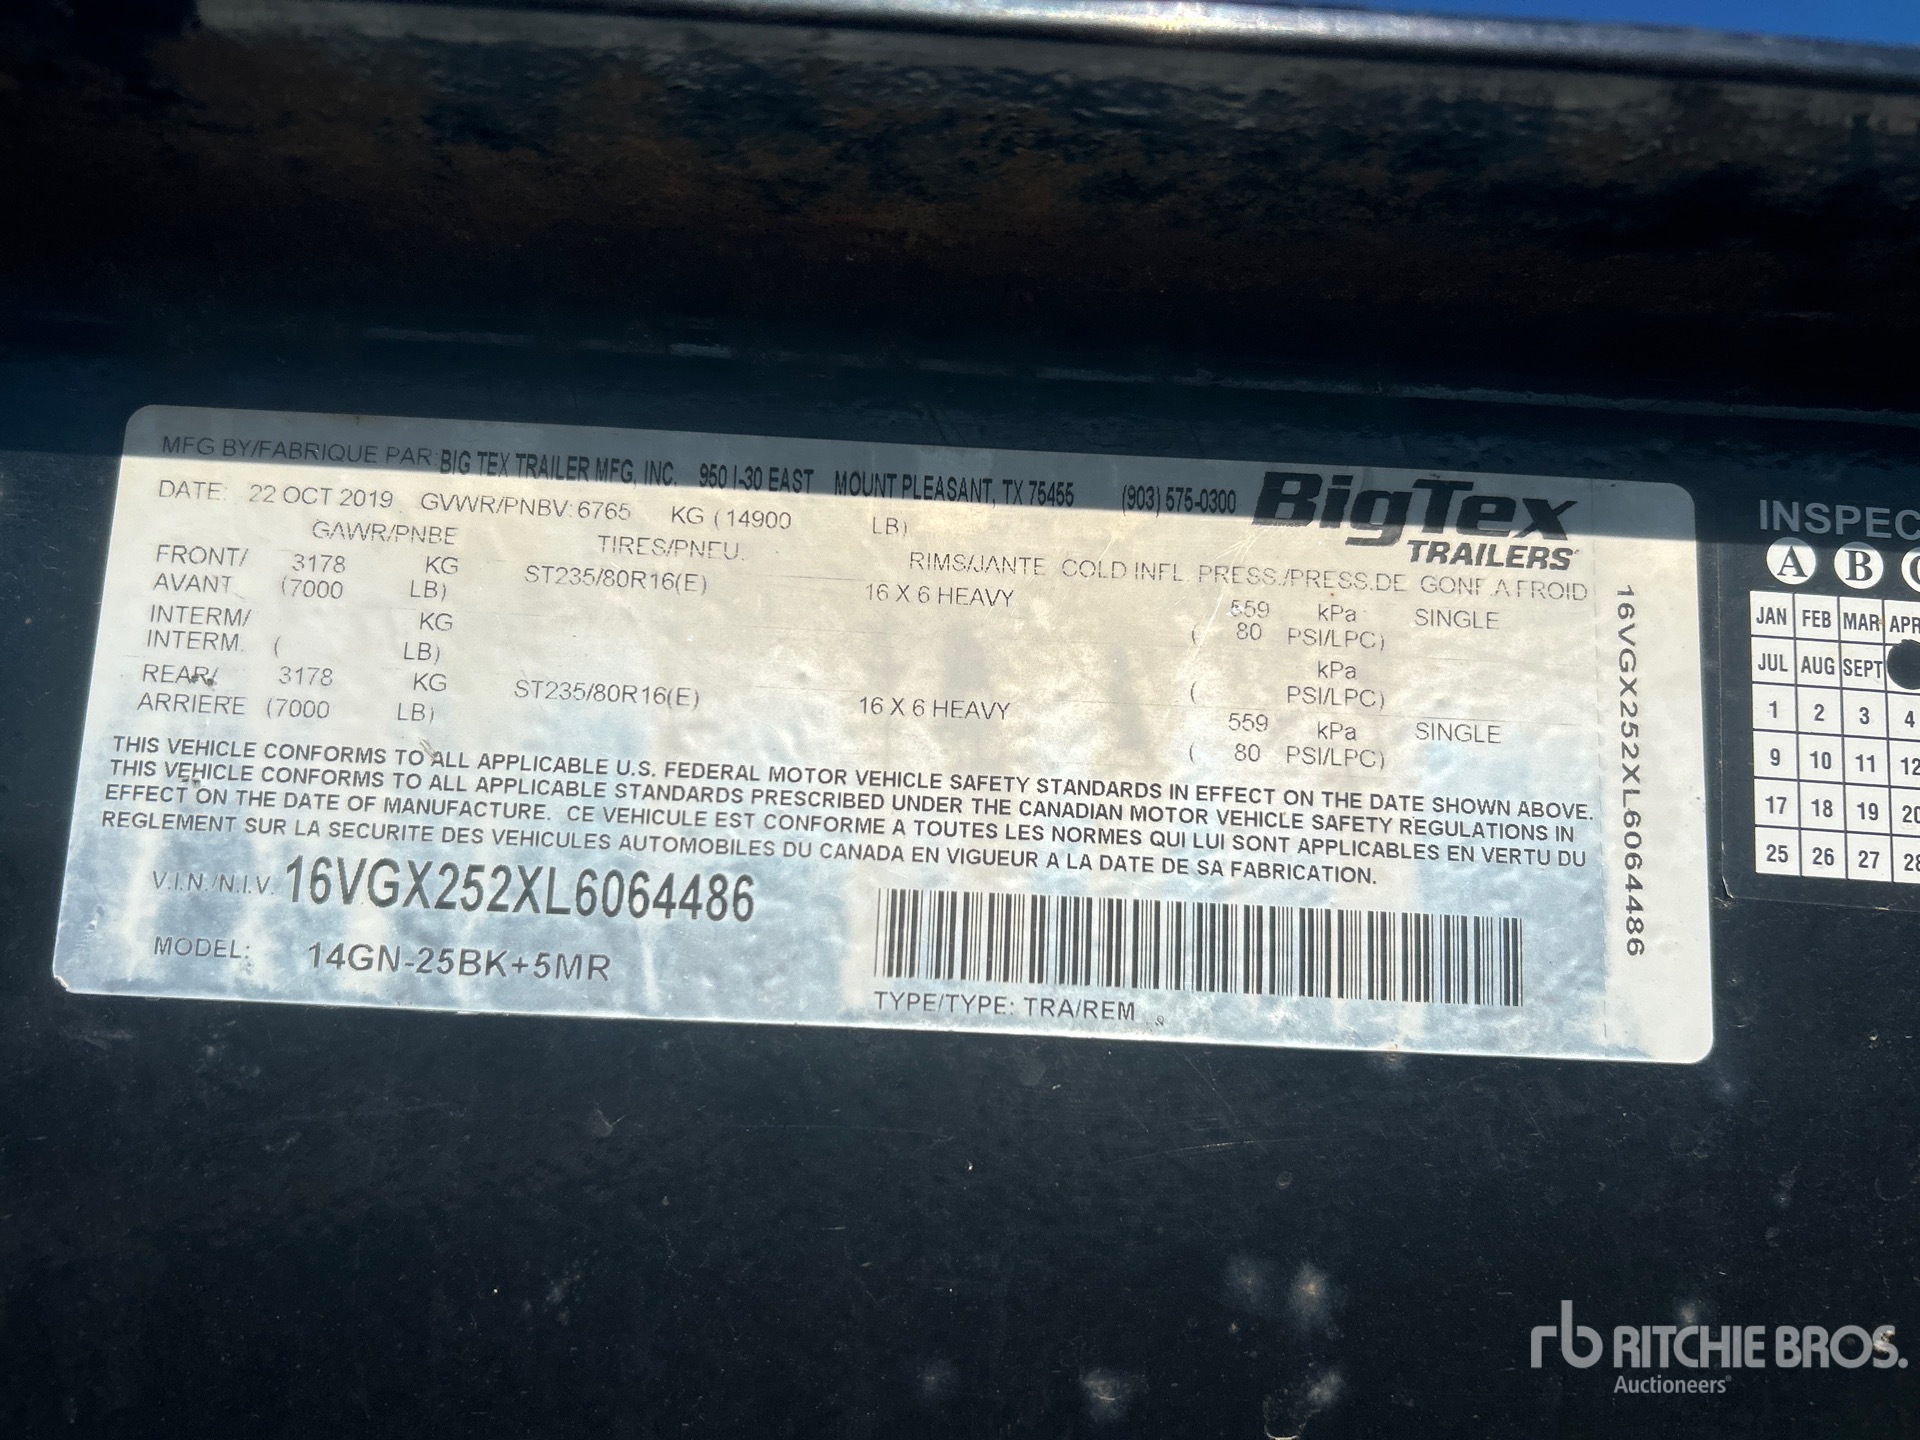 MFG BY/FABRIQUE PAR: BIG TEX TRAILER MFG, INC. 950 I-30 EAST MOUNT PLEASANT, TX 75455 (903) 575-0300
BigTex
TRAILERS
DATE: 22 OCT 2019 GVWR/PNBV: 6765 KG (14900 LB)
GAWR/PNBE TIRES/PNEU. RIMS/JANTE COLD INFL. PRESS./PRESS.DE GONF.A FROID
FRONT/ 3178 KG ST235/80R16(E) 16 X 6 HEAVY 559 kPa SINGLE
AVANT (7000 LB) ( 80 PSI/LPC)
INTERM/ KG kPa
INTERM. ( LB) ( PSI/LPC)
REAR/ 3178 KG ST235/80R16(E) 16 X 6 HEAVY 559 kPa SINGLE
ARRIERE (7000 LB) ( 80 PSI/LPC)
THIS VEHICLE CONFORMS TO ALL APPLICABLE U.S. FEDERAL MOTOR VEHICLE SAFETY STANDARDS IN EFFECT ON THE DATE SHOWN ABOVE.
THIS VEHICLE CONFORMS TO ALL APPLICABLE STANDARDS PRESCRIBED UNDER THE CANADIAN MOTOR VEHICLE SAFETY REGULATIONS IN
EFFECT ON THE DATE OF MANUFACTURE. CE VEHICULE EST CONFORME A TOUTES LES NORMES QUI LUI SONT APPLICABLES EN VERTU DU
REGLEMENT SUR LA SECURITE DES VEHICULES AUTOMOBILES DU CANADA EN VIGUEUR A LA DATE DE SA FABRICATION.
V.I.N./N.I.V. 16VGX252XL6064486
MODEL: 14GN-25BK+5MR
TYPE/TYPE: TRA/REM
16VGX252XL6064486
INSPEC
A B C
JAN FEB MAR APR
JUL AUG SEPT
1 2 3 4
9 10 11 12
17 18 19 20
25 26 27 28
rb RITCHIE BROS.
Auctioneers